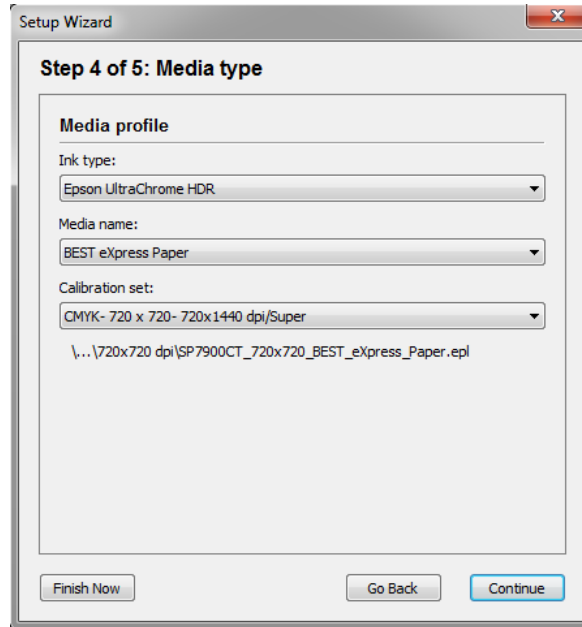 Setup Wizard
Step 4 of 5: Media type
Media profile
Ink type:
Epson UltraChrome HDR
Media name:
BEST eXpress Paper
Calibration set:
CMYK- 720 x 720- 720x1440 dpi/Super
\...\720x720 dpi\SP7900CT_720x720_BEST_eXpress_Paper.epl
Finish Now Go Back Continue